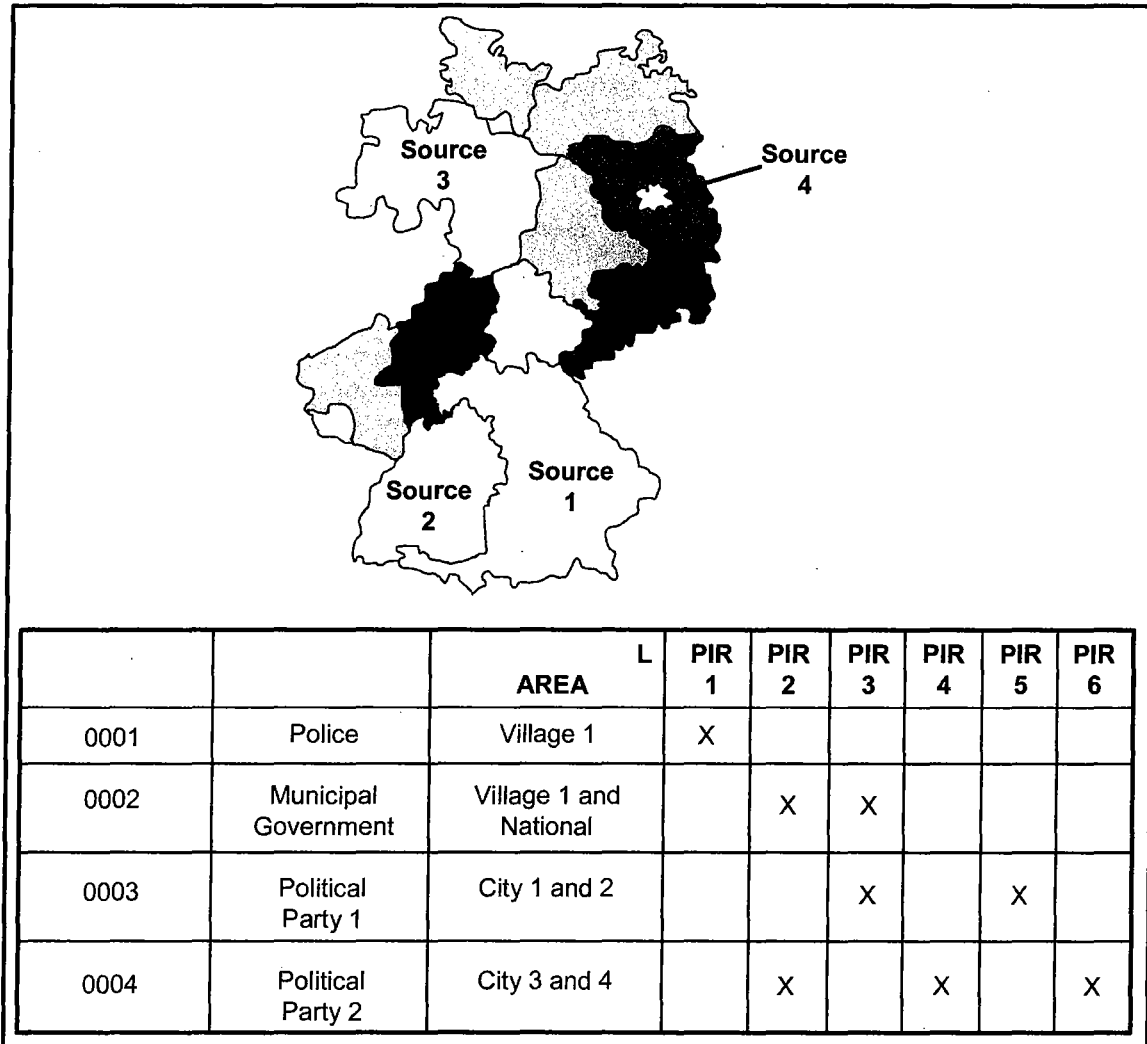 Source
3
Source
4
Source
1
Source
2
L
AREA
PIR
1
PIR
2
PIR
3
PIR
4
PIR
5
PIR
6
0001 Police Village 1 X
0002 Municipal
Government Village 1 and
National X X
0003 Political
Party 1 City 1 and 2 X X
0004 Political
Party 2 City 3 and 4 X X X